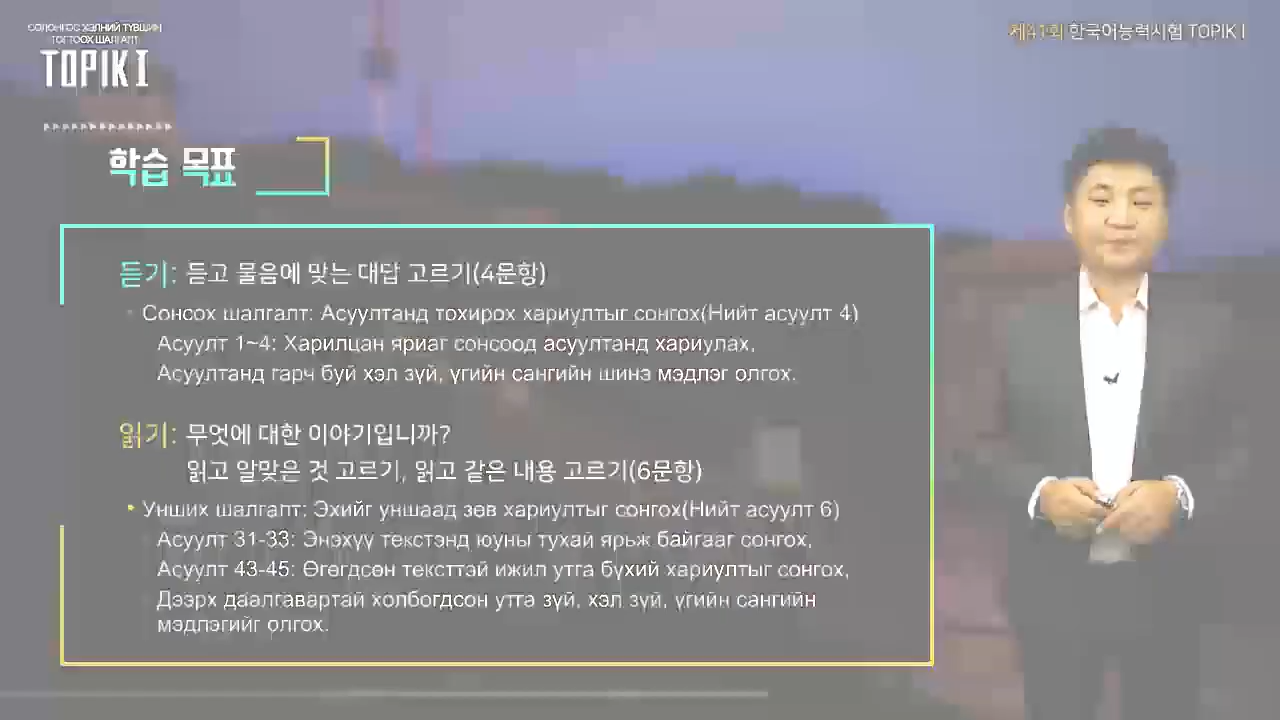 СОЛОНГОС ХЭЛНИЙ ТҮВШИН
ТОГТООХ ШАЛГАЛТ
TOPIK I
제41회 한국어능력시험 TOPIK I
학습 목표
듣기: 듣고 물음에 맞는 대답 고르기(4문항)
Сонсох шалгалт: Асуултанд тохирох хариултыг сонгох(Нийт асуулт 4)
Асуулт 1~4: Харилцан яриаг сонсоод асуултанд хариулах,
Асуултанд гарч буй хэл зүй, үгийн сангийн шинэ мэдлэг олгох.
읽기: 무엇에 대한 이야기입니까?
읽고 알맞은 것 고르기, 읽고 같은 내용 고르기(6문항)
Унших шалгалт: Эхийг уншаад зөв хариултыг сонгох(Нийт асуулт 6)
Асуулт 31-33: Энэхүү текстэнд юуны тухай ярьж байгааг сонгох,
Асуулт 43-45: Өгөгдсөн тексттэй ижил утга бүхий хариултыг сонгох,
Дээрх даалгавартай холбогдсон утга зүй, хэл зүй, үгийн сангийн
мэдлэгийг олгох.